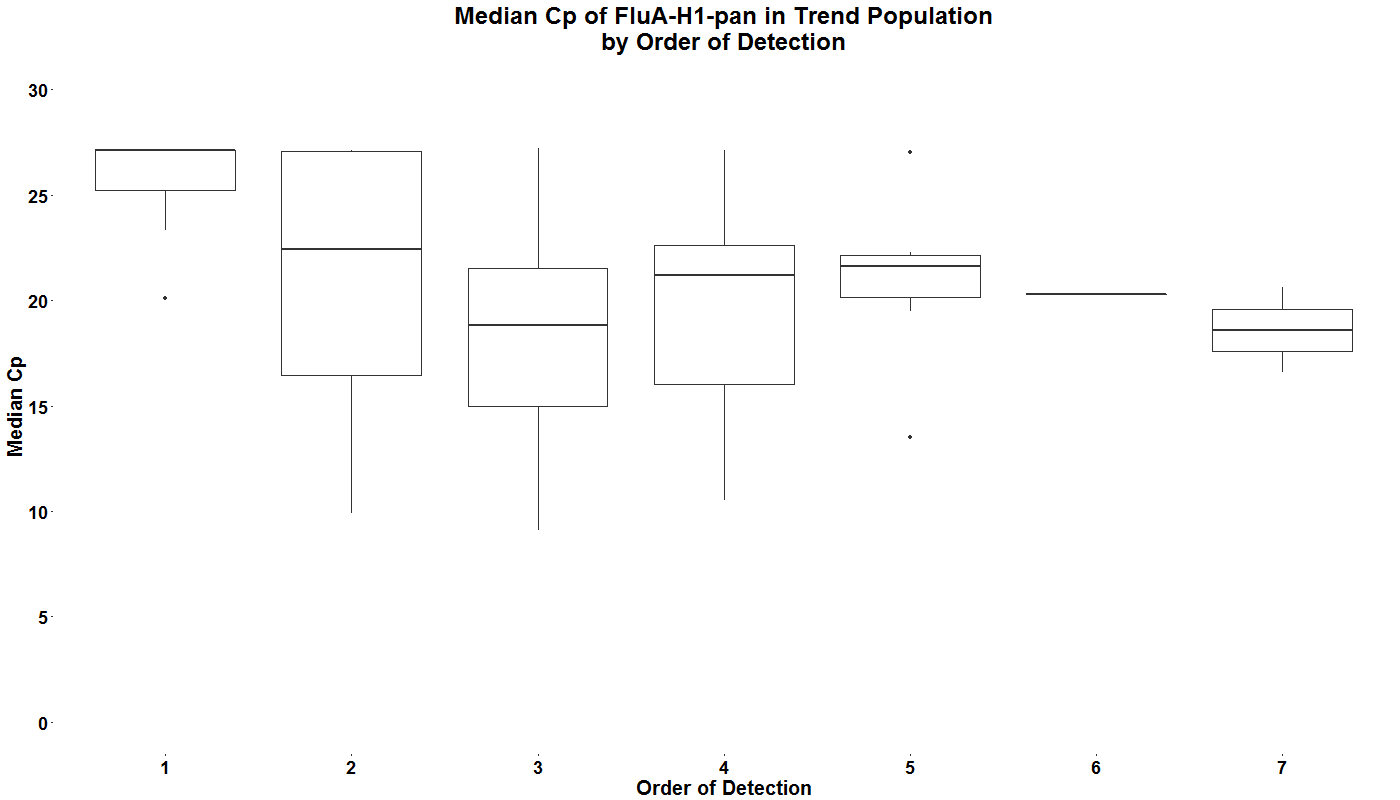 Median Cp of FluA-H1-pan in Trend Population
by Order of Detection
Median Cp
30
25
20
15
10
5
0
1 2 3 4 5 6 7
Order of Detection